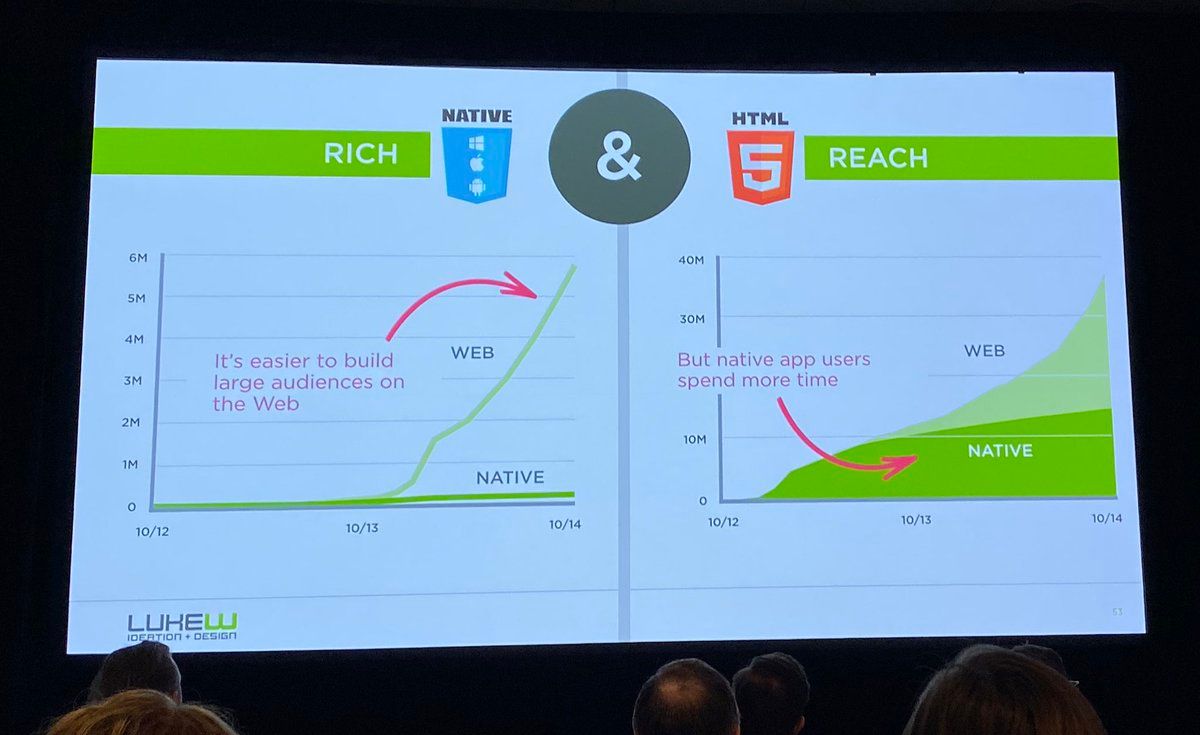 NATIVE
RICH
&
HTML
5
REACH
6M
5M
4M
3M
2M
1M
0
10/12
10/13
10/14
It's easier to build
large audiences on
the Web
WEB
NATIVE
40M
30M
10M
0
10/12
10/13
10/14
But native app users
spend more time
WEB
NATIVE
LUKEW
IDEATION + DESIGN
53